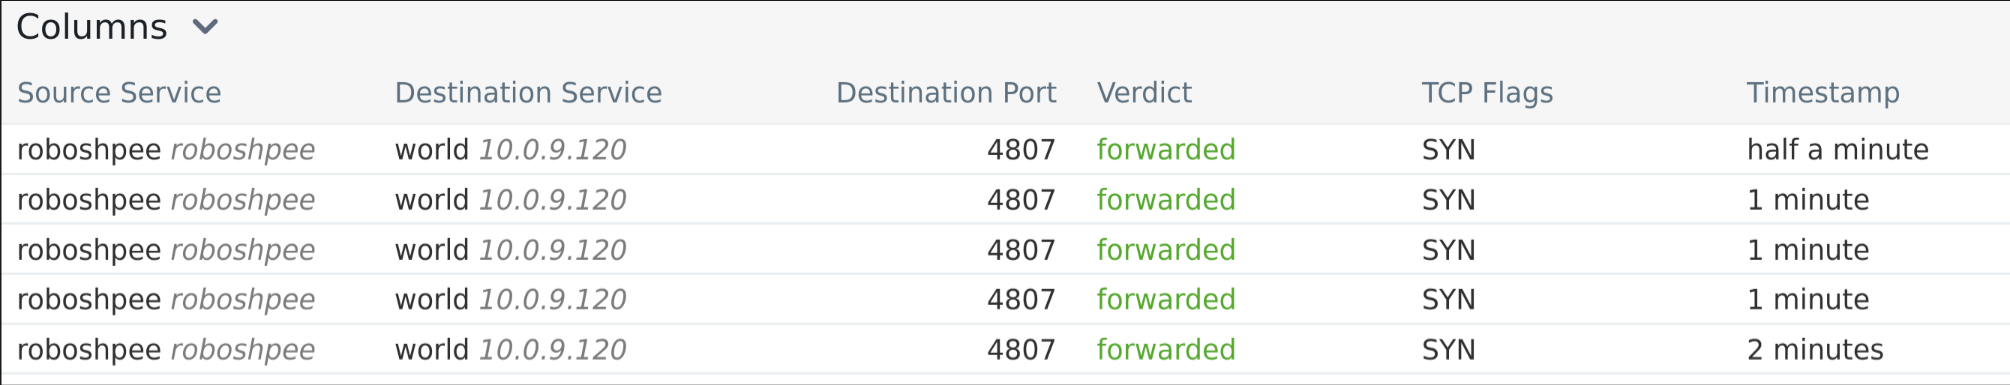 Columns
Source Service Destination Service Destination Port Verdict TCP Flags Timestamp
roboshpee roboshpee world 10.0.9.120 4807 forwarded SYN half a minute
roboshpee roboshpee world 10.0.9.120 4807 forwarded SYN 1 minute
roboshpee roboshpee world 10.0.9.120 4807 forwarded SYN 1 minute
roboshpee roboshpee world 10.0.9.120 4807 forwarded SYN 1 minute
roboshpee roboshpee world 10.0.9.120 4807 forwarded SYN 2 minutes